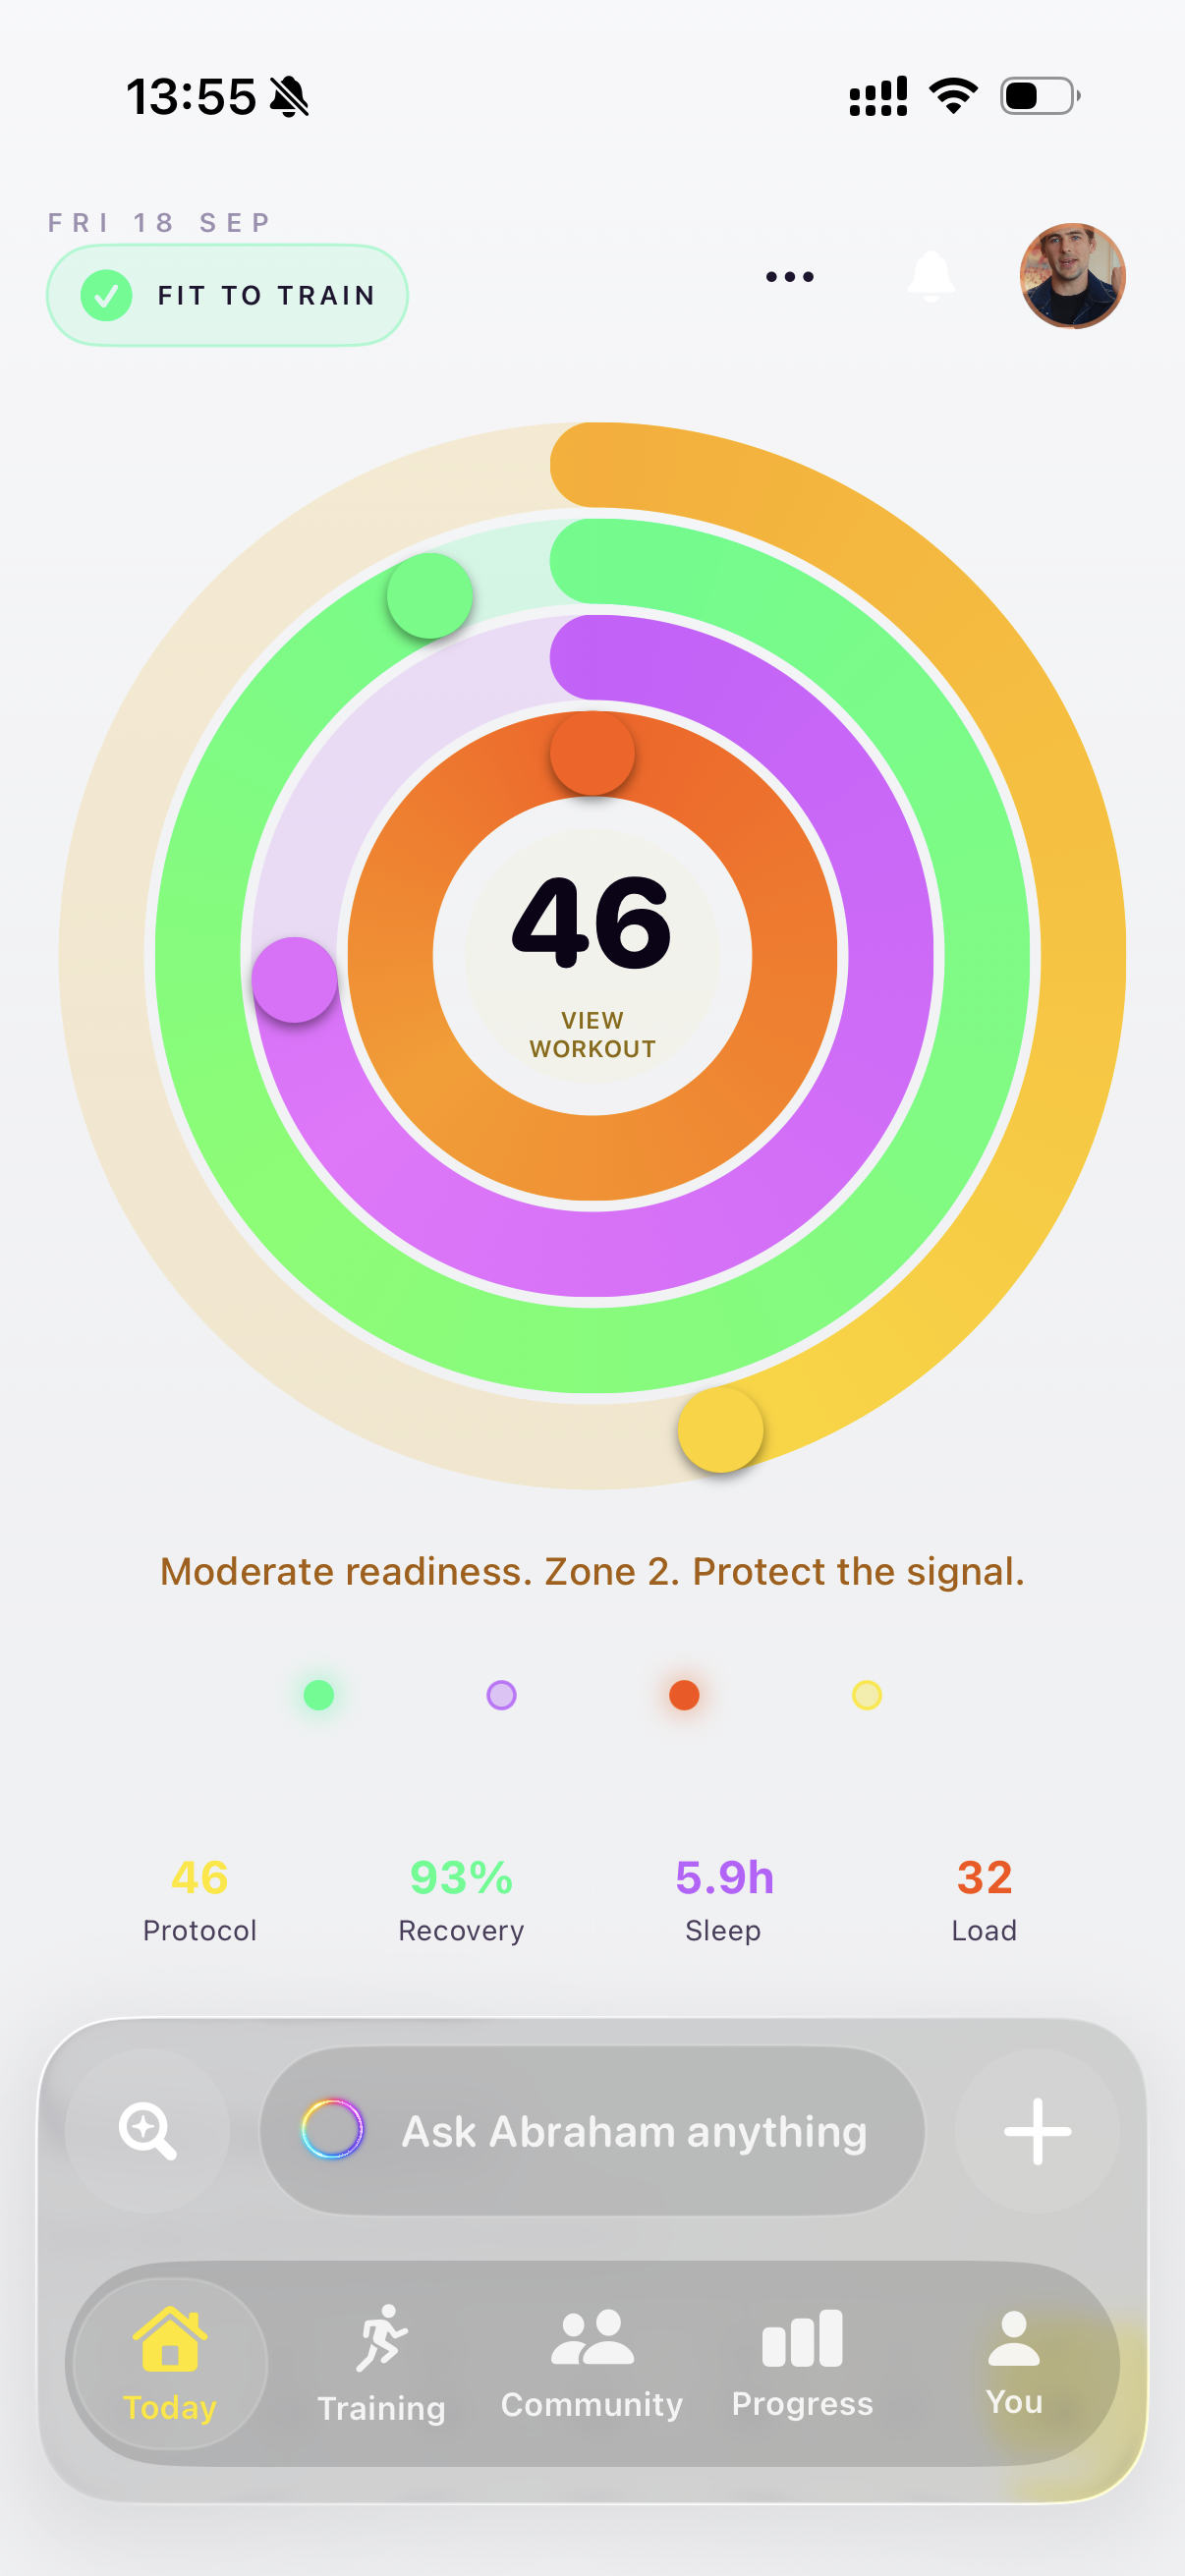 13:55
FRI 18 SEP
FIT TO TRAIN
46
VIEW
WORKOUT
Moderate readiness. Zone 2. Protect the signal.
46
93%
5.9h
32
Protocol
Recovery
Sleep
Load
Ask Abraham anything
Today
Training
Community
Progress
You